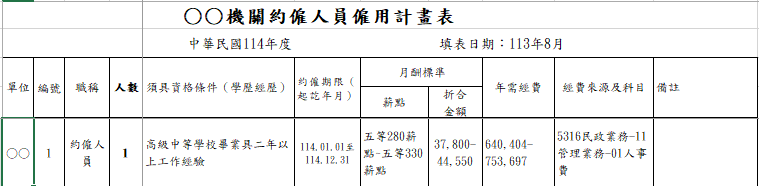 〇〇機關約僱人員僱用計畫表
中華民國114年度 填表日期：113年8月
單位 編號 職稱 人數 須具資格條件（學歷經歷） 約僱期限（起訖年月） 月酬標準 薪點 折合金額 年需經費 經費來源及科目 備註
〇〇 1 約僱人員 1 高級中等學校畢業具二年以上工作經驗 114.01.01至114.12.31 五等280薪點-五等330薪點 37,800-44,550 640,404-753,697 5316民政業務-11管理業務-01人事費